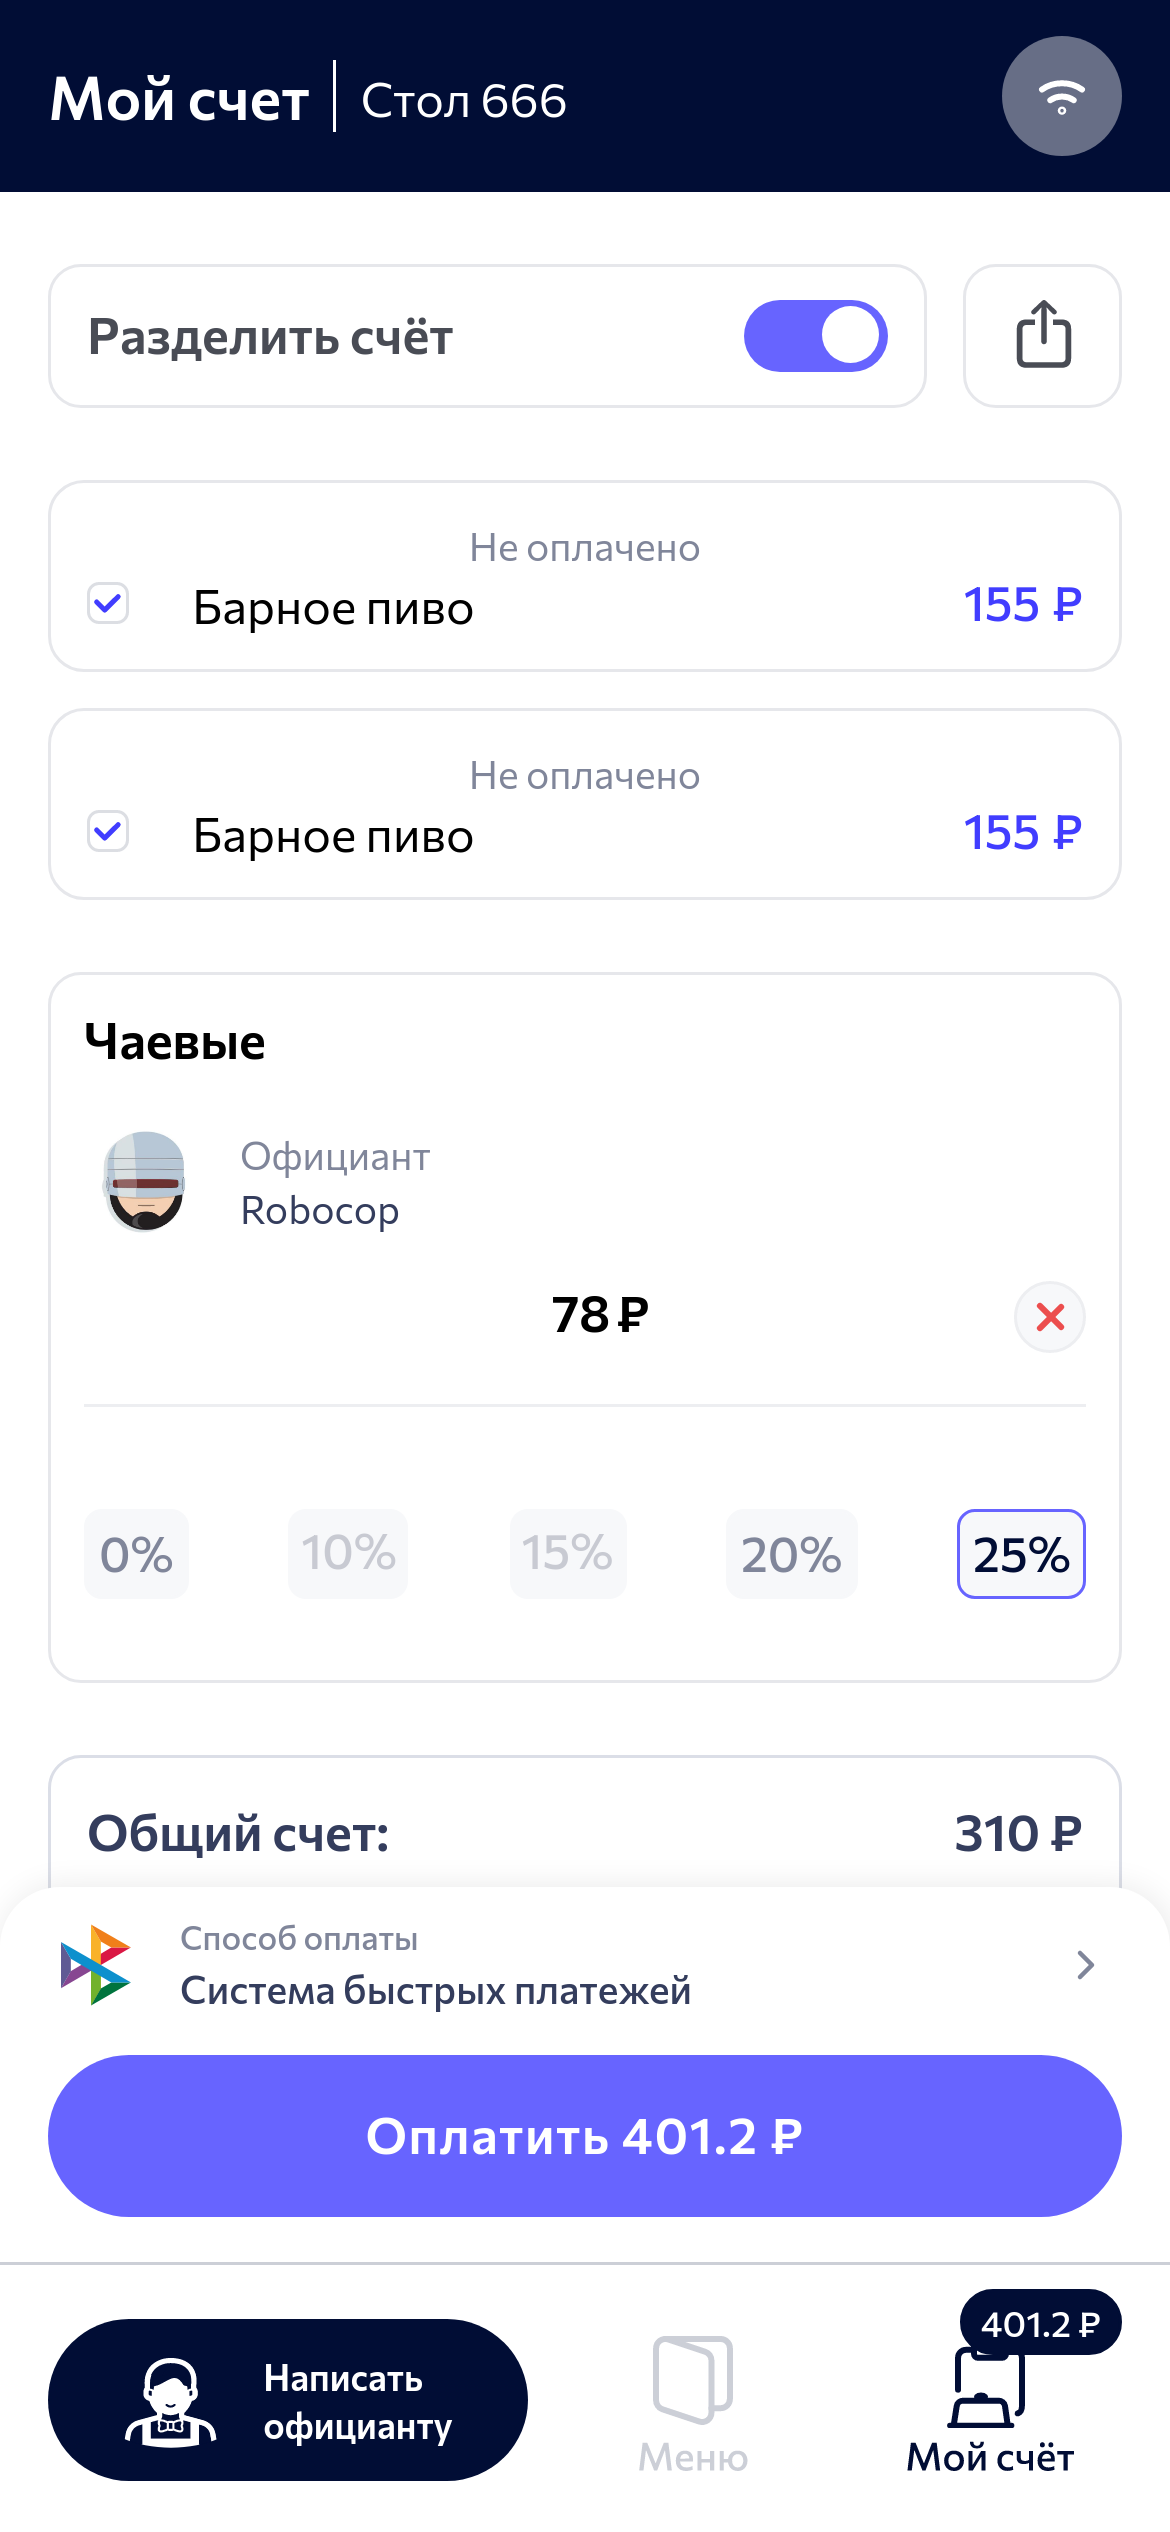 Мой счет
Стол 666
Разделить счёт
Не оплачено
Барное пиво 155 ₽
Не оплачено
Барное пиво 155 ₽
Чаевые
Официант
Robocop
78 ₽
0% 10% 15% 20% 25%
Общий счет: 310 ₽
Способ оплаты
Система быстрых платежей
Оплатить 401.2 ₽
401.2 ₽
Написать
официанту
Меню
Мой счёт